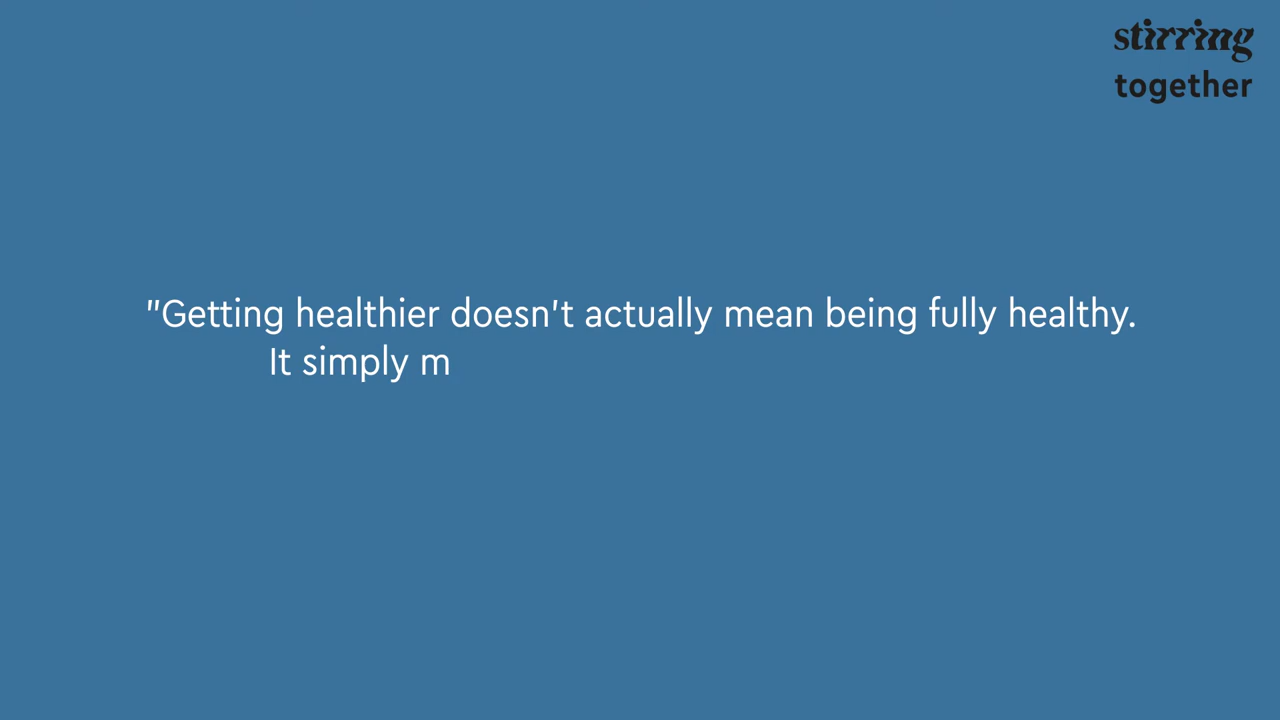 stirring
together
"Getting healthier doesn't actually mean being fully healthy.
It simply m